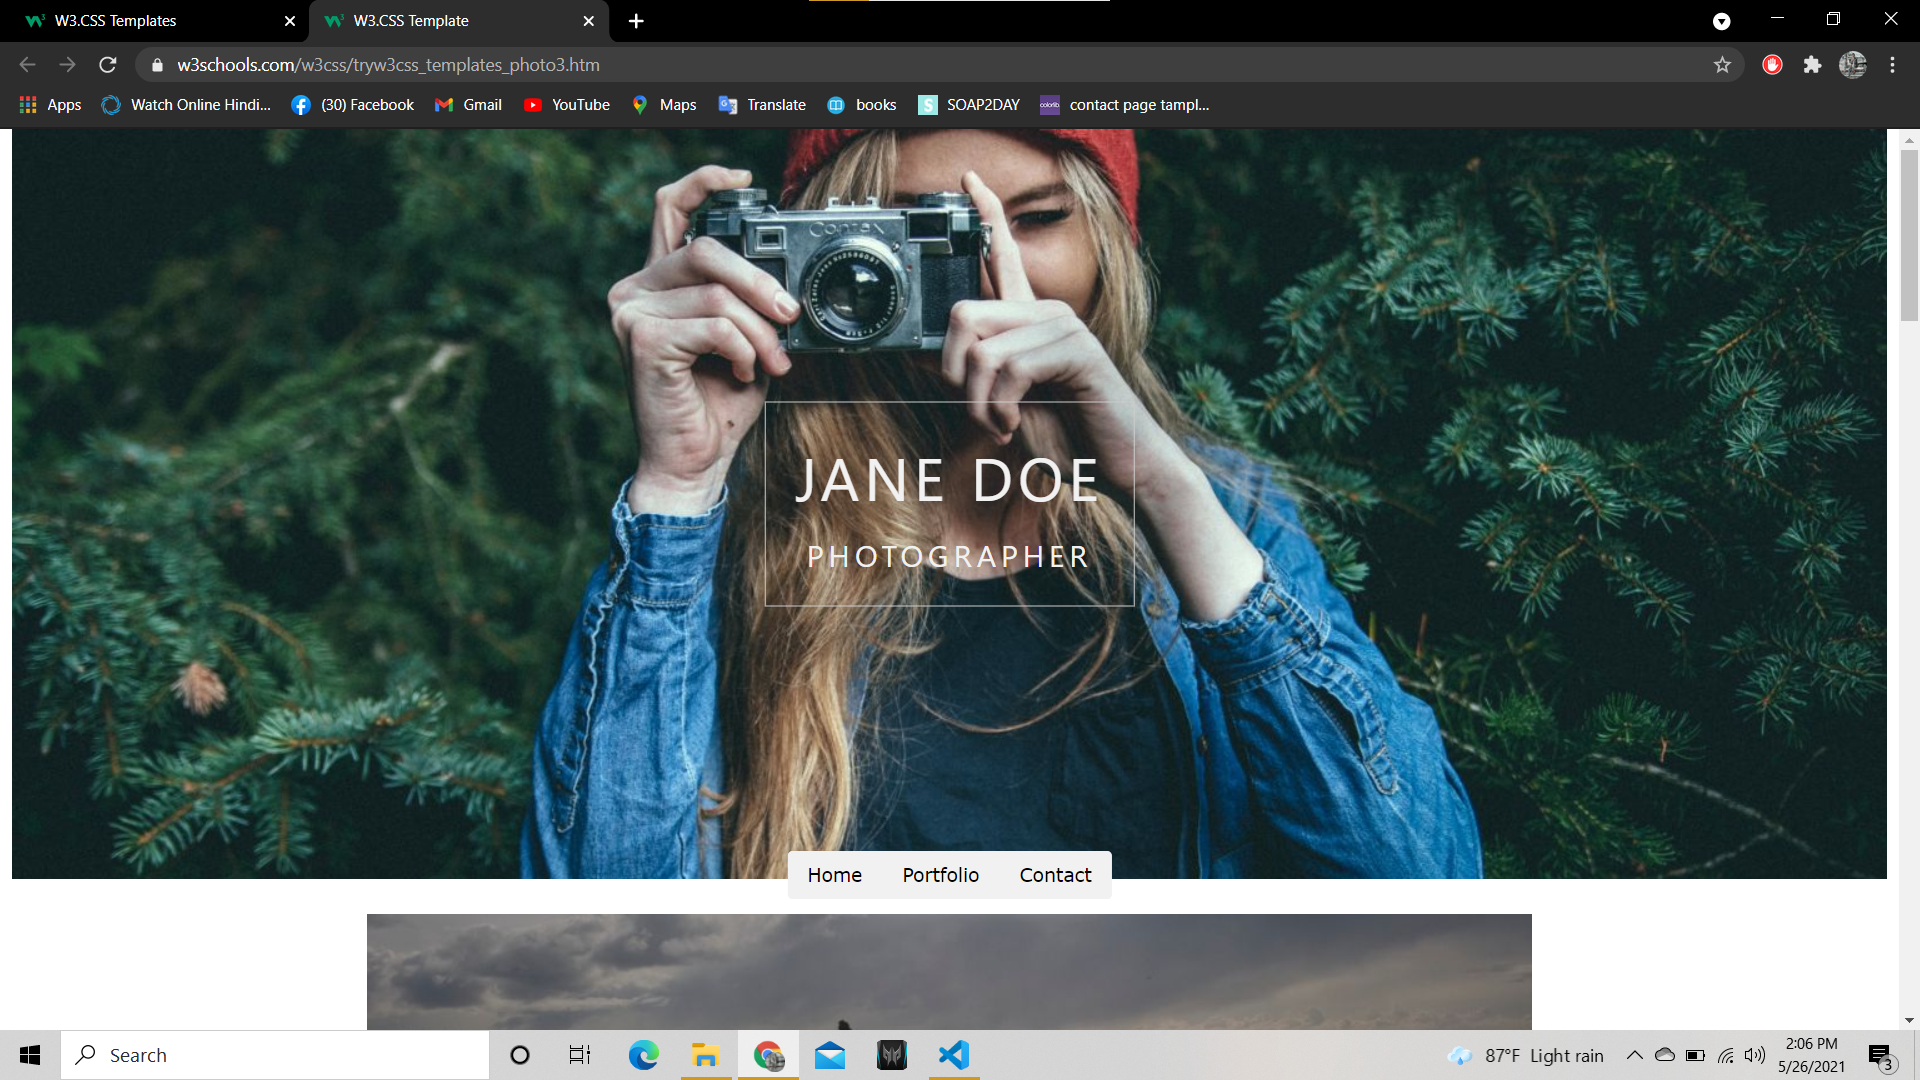 W3.CSS Templates
W3.CSS Template
w3schools.com/w3css/tryw3css_templates_photo3.htm
Apps
Watch Online Hindi...
(30) Facebook
Gmail
YouTube
Maps
Translate
books
S SOAP2DAY
colorlib contact page tampl...
Contax
JANE DOE
PHOTOGRAPHER
Home Portfolio Contact
Search
87°F Light rain
2:06 PM
5/26/2021
3